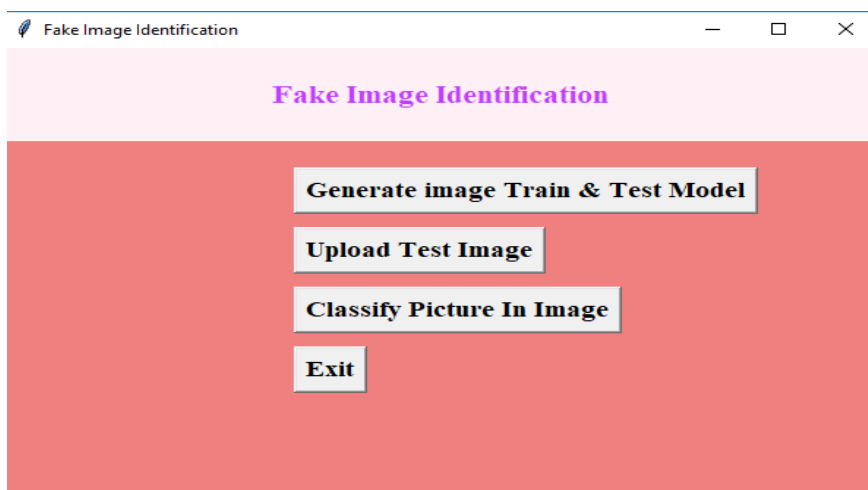 Fake Image Identification
Fake Image Identification
Generate image Train & Test Model
Upload Test Image
Classify Picture In Image
Exit